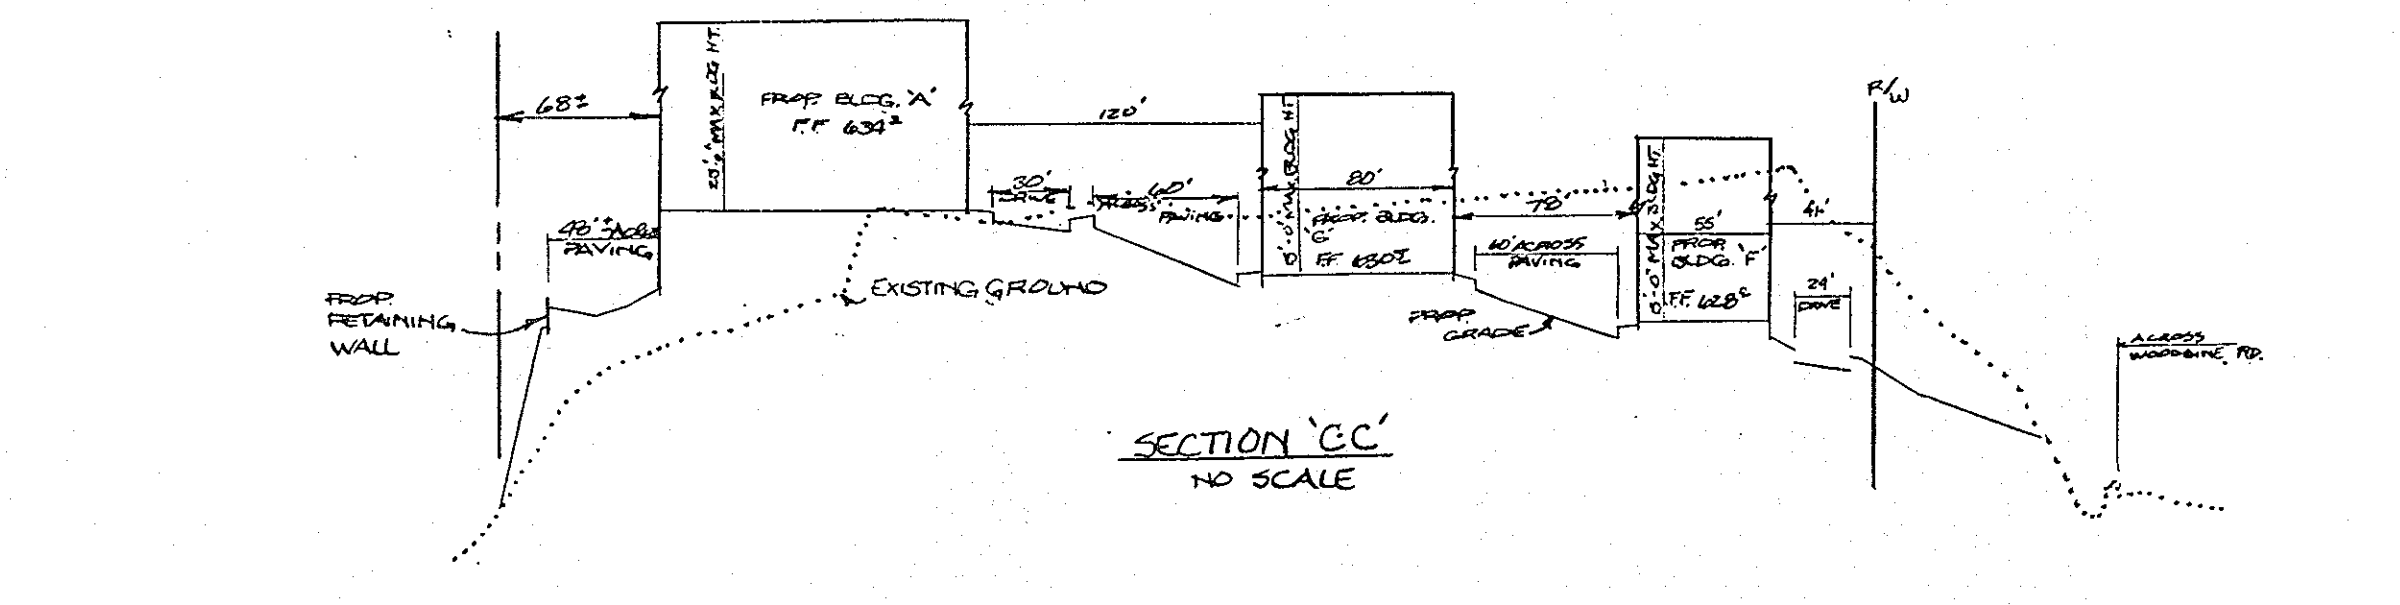 R/W
68±
PROP. BLDG. 'A'
F.F. 634±
MAX BLDG HT.
120'
30'
DRIVE
60'
ACROSS
PAVING
80'
MAX BLDG HT
PROP. BLDG.
'G'
F.F. 630±
78'
60' ACROSS
PAVING
MAX BLDG HT.
55'
PROP.
BLDG. 'F'
F.F. 628±
24'
DRIVE
48'±
PAVING
PROP.
RETAINING
WALL
EXISTING GROUND
PROP.
GRADE
ACROSS
WOODBINE RD.
SECTION 'C-C'
NO SCALE